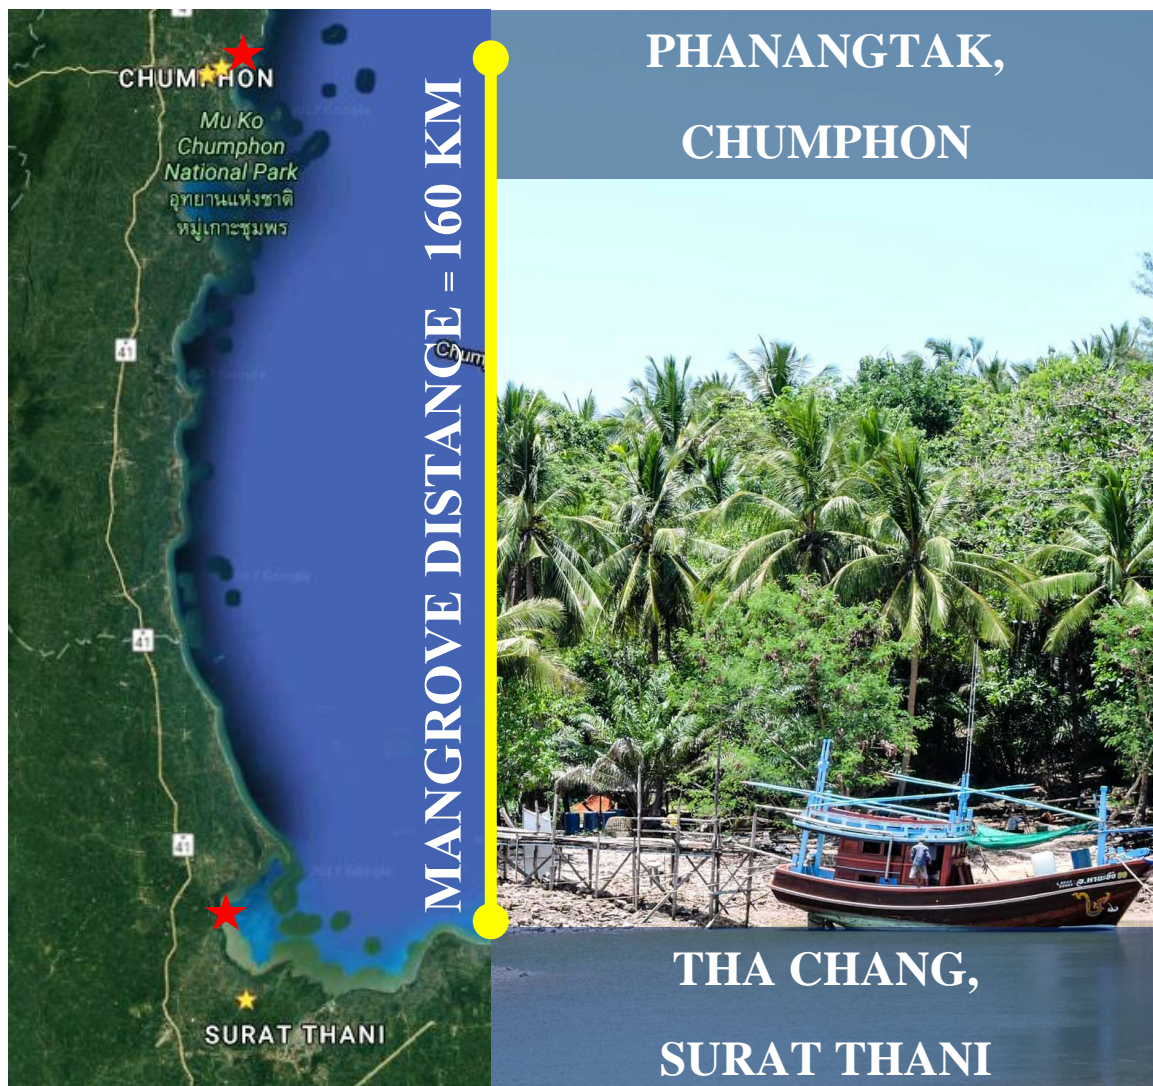 4
CHUMPHON
Mu Ko
Chumphon
National Park
อุทยานแห่งชาติ
หมู่เกาะชุมพร
41
41
41
SURAT THANI
MANGROVE DISTANCE = 160 KM
Chum
PHANANGTAK,
CHUMPHON
THA CHANG,
SURAT THANI